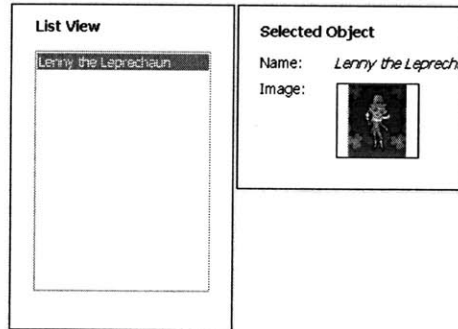 List View
Lenny the Leprechaun
Selected Object
Name: Lenny the Leprech
Image: